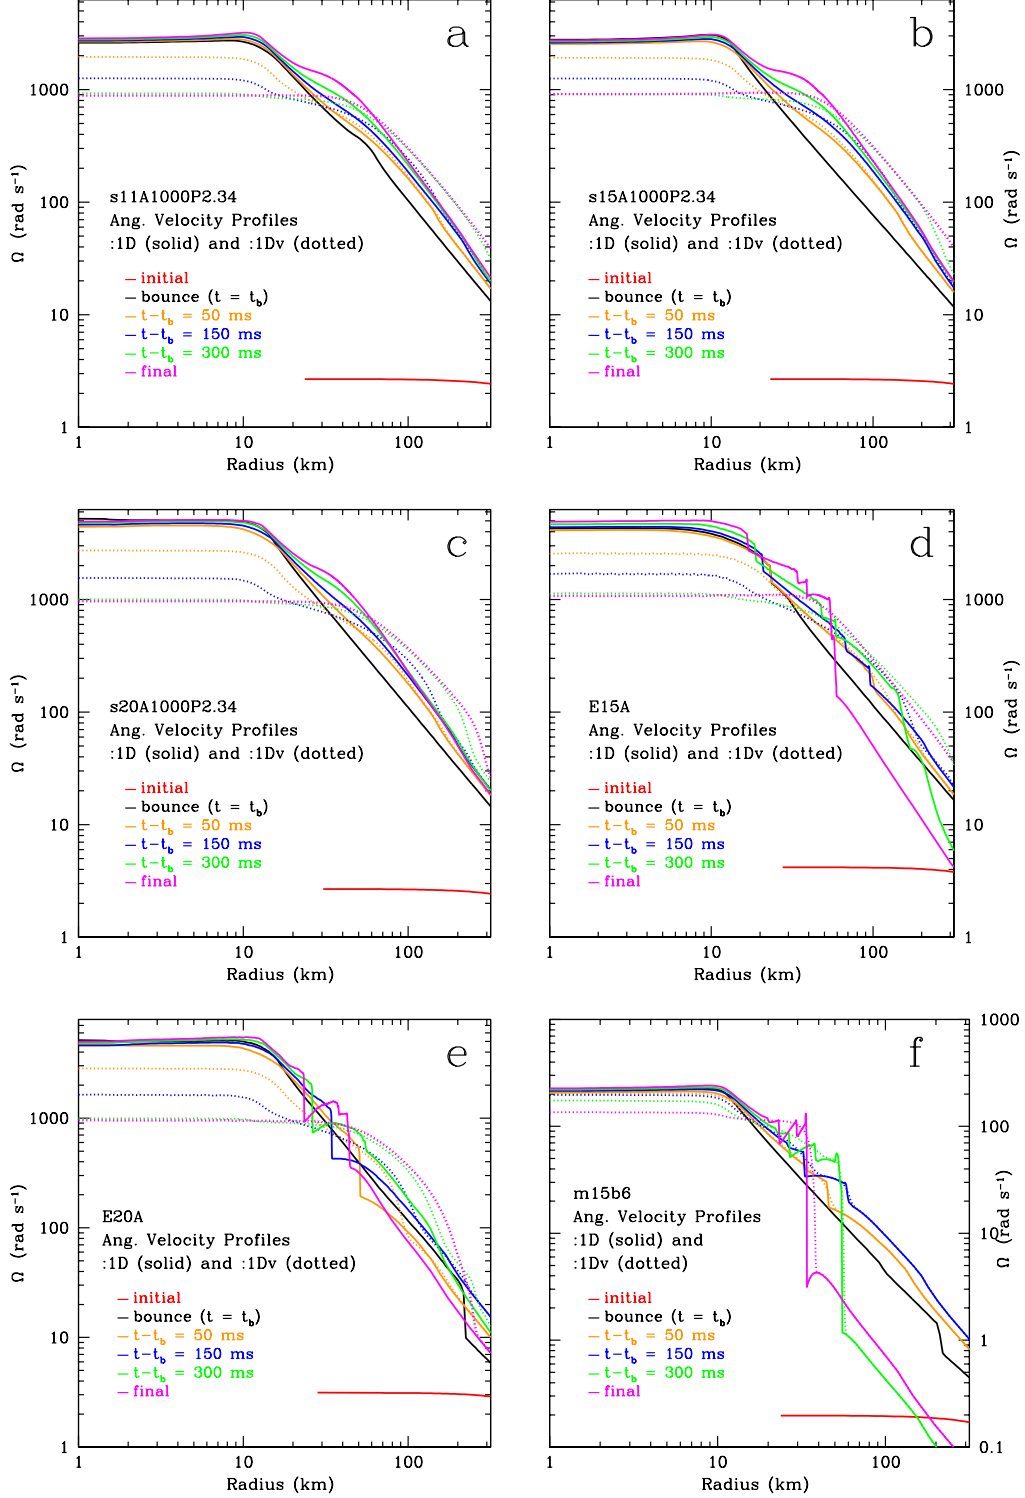 a
1000
100
10
1
Ω (rad s⁻¹)
s11A1000P2.34
Ang. Velocity Profiles
:1D (solid) and :1Dv (dotted)
initial
bounce (t = t_b)
t−t_b = 50 ms
t−t_b = 150 ms
t−t_b = 300 ms
final
1 10 100
Radius (km)
b
1000
100
10
1
Ω (rad s⁻¹)
s15A1000P2.34
Ang. Velocity Profiles
:1D (solid) and :1Dv (dotted)
initial
bounce (t = t_b)
t−t_b = 50 ms
t−t_b = 150 ms
t−t_b = 300 ms
final
1 10 100
Radius (km)
c
1000
100
10
1
Ω (rad s⁻¹)
s20A1000P2.34
Ang. Velocity Profiles
:1D (solid) and :1Dv (dotted)
initial
bounce (t = t_b)
t−t_b = 50 ms
t−t_b = 150 ms
t−t_b = 300 ms
final
1 10 100
Radius (km)
d
1000
100
10
1
Ω (rad s⁻¹)
E15A
Ang. Velocity Profiles
:1D (solid) and :1Dv (dotted)
initial
bounce (t = t_b)
t−t_b = 50 ms
t−t_b = 150 ms
t−t_b = 300 ms
final
1 10 100
Radius (km)
e
1000
100
10
1
Ω (rad s⁻¹)
E20A
Ang. Velocity Profiles
:1D (solid) and :1Dv (dotted)
initial
bounce (t = t_b)
t−t_b = 50 ms
t−t_b = 150 ms
t−t_b = 300 ms
final
1 10 100
Radius (km)
f
1000
100
10
1
0.1
Ω (rad s⁻¹)
m15b6
Ang. Velocity Profiles
:1D (solid) and
:1Dv (dotted)
initial
bounce (t = t_b)
t−t_b = 50 ms
t−t_b = 150 ms
t−t_b = 300 ms
final
1 10 100
Radius (km)